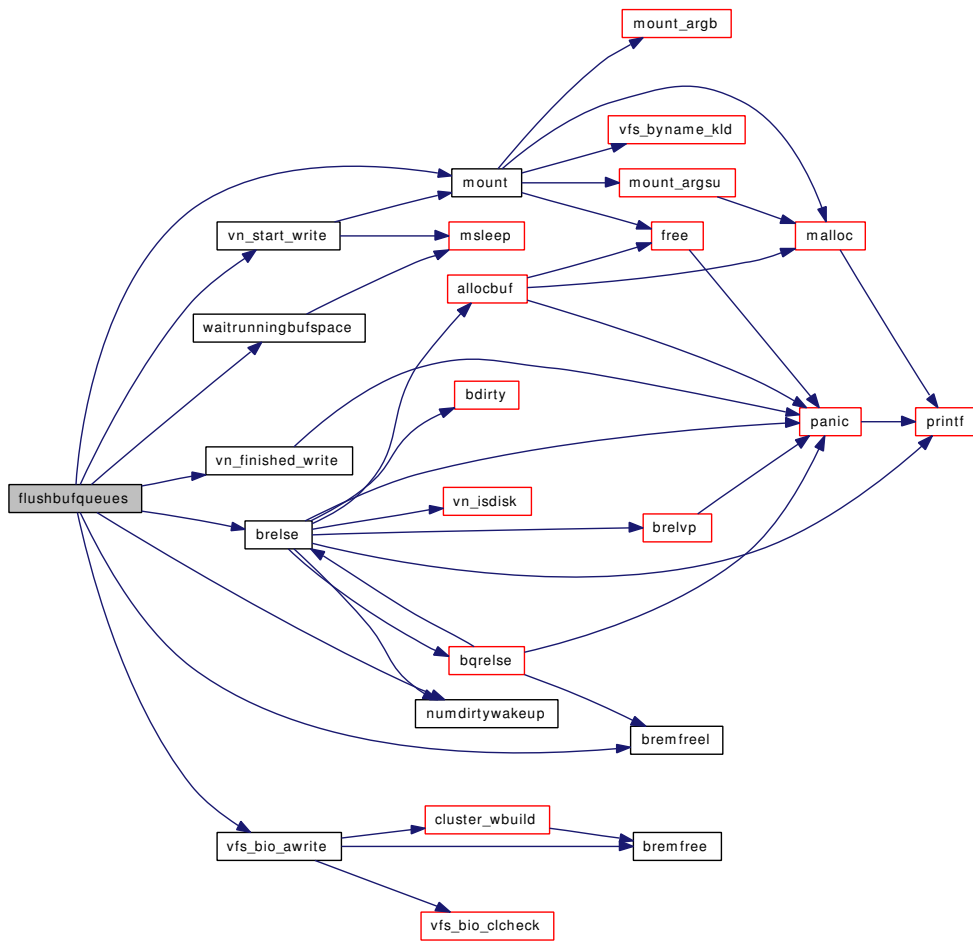 mount_argb
vfs_byname_kld
mount
mount_argsu
vn_start_write
msleep
free
malloc
allocbuf
waitrunningbufspace
bdirty
panic
printf
vn_finished_write
flushbufqueues
vn_isdisk
brelse
brelvp
bqrelse
numdirtywakeup
bremfreel
cluster_wbuild
vfs_bio_awrite
bremfree
vfs_bio_clcheck